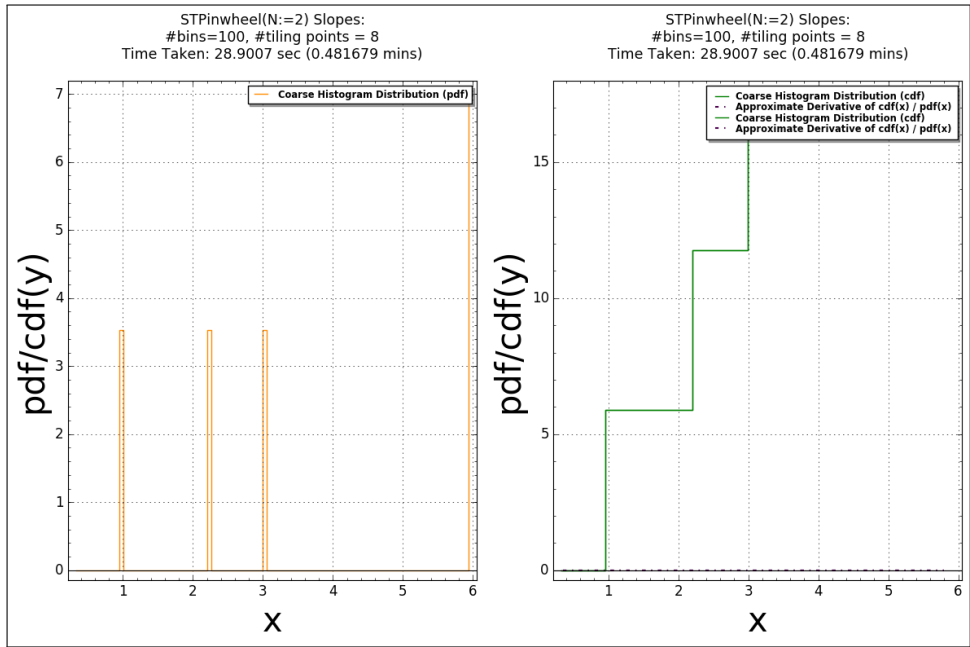 STPinwheel(N:=2) Slopes:
#bins=100, #tiling points = 8
Time Taken: 28.9007 sec (0.481679 mins)
Coarse Histogram Distribution (pdf)
7
6
5
4
3
2
1
0
pdf/cdf(y)
1 2 3 4 5 6
X
STPinwheel(N:=2) Slopes:
#bins=100, #tiling points = 8
Time Taken: 28.9007 sec (0.481679 mins)
Coarse Histogram Distribution (cdf)
Approximate Derivative of cdf(x) / pdf(x)
Coarse Histogram Distribution (cdf)
Approximate Derivative of cdf(x) / pdf(x)
15
10
5
0
pdf/cdf(y)
1 2 3 4 5 6
X